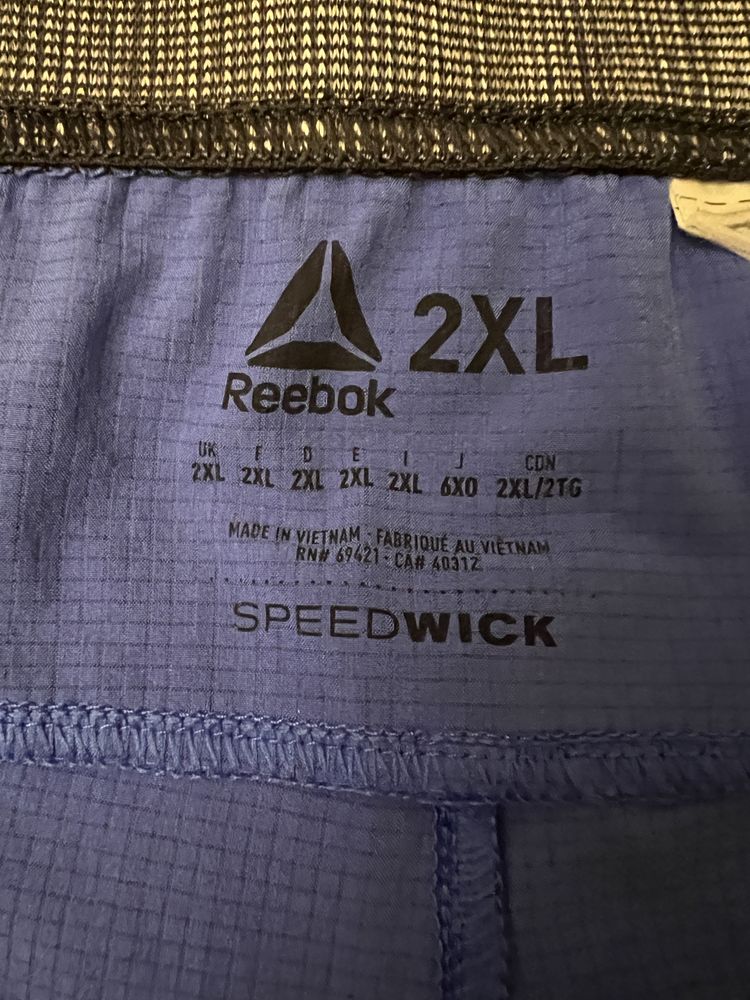 2XL
Reebok
UK F D E I J CDN
2XL 2XL 2XL 2XL 2XL 6XO 2XL/2TG
MADE IN VIETNAM · FABRIQUÉ AU VIETNAM
RN# 69421 · CA# 40312
SPEEDWICK